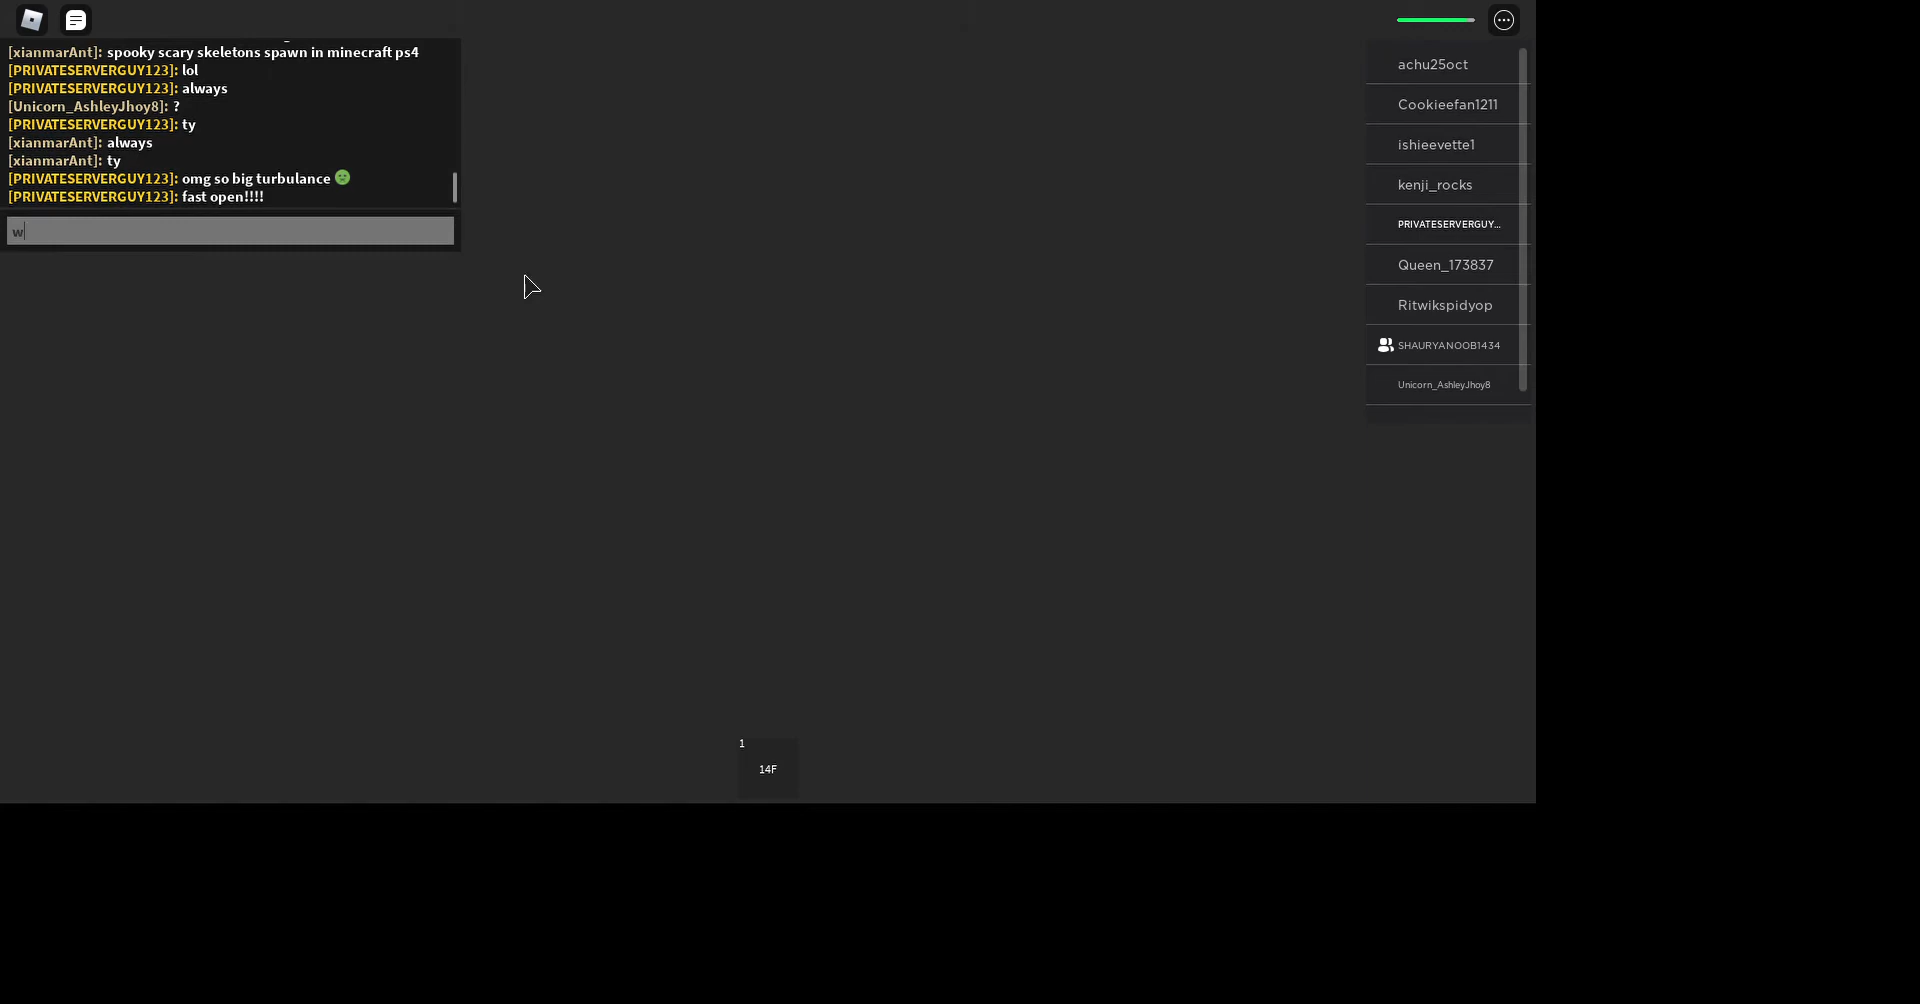 [xianmarAnt]: spooky scary skeletons spawn in minecraft ps4
[PRIVATESERVERGUY123]: lol
[PRIVATESERVERGUY123]: always
[Unicorn_AshleyJhoy8]: ?
[PRIVATESERVERGUY123]: ty
[xianmarAnt]: always
[xianmarAnt]: ty
[PRIVATESERVERGUY123]: omg so big turbulance 🤢
[PRIVATESERVERGUY123]: fast open!!!!
w
achu25oct
Cookieefan1211
ishieevette1
kenji_rocks
PRIVATESERVERGUY...
Queen_173837
Ritwikspidyop
SHAURYANOOB1434
Unicorn_AshleyJhoy8
1
14F